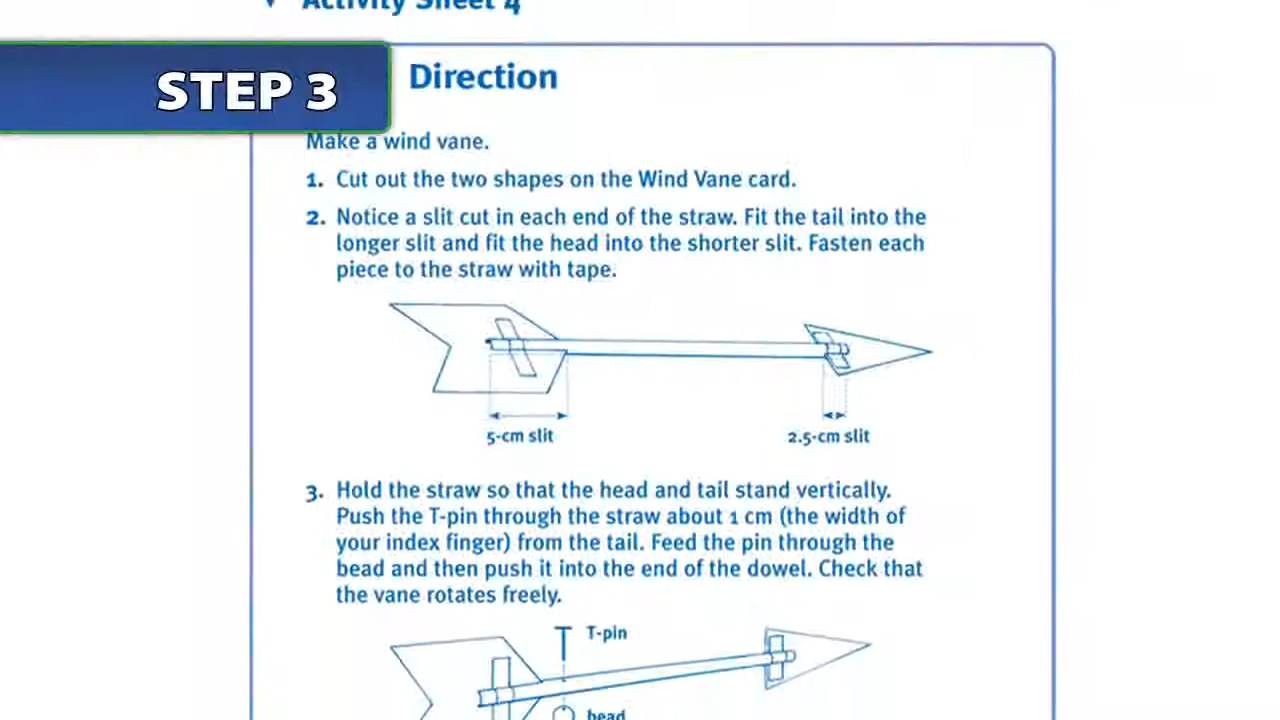 Activity Sheet 4
STEP 3
Direction
Make a wind vane.
1. Cut out the two shapes on the Wind Vane card.
2. Notice a slit cut in each end of the straw. Fit the tail into the
longer slit and fit the head into the shorter slit. Fasten each
piece to the straw with tape.
5-cm slit
2.5-cm slit
3. Hold the straw so that the head and tail stand vertically.
Push the T-pin through the straw about 1 cm (the width of
your index finger) from the tail. Feed the pin through the
bead and then push it into the end of the dowel. Check that
the vane rotates freely.
T-pin
bead